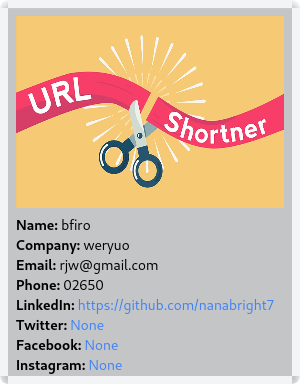 URL
Shortner
Name: bfiro
Company: weryuo
Email: rjw@gmail.com
Phone: 02650
LinkedIn: https://github.com/nanabright7
Twitter: None
Facebook: None
Instagram: None